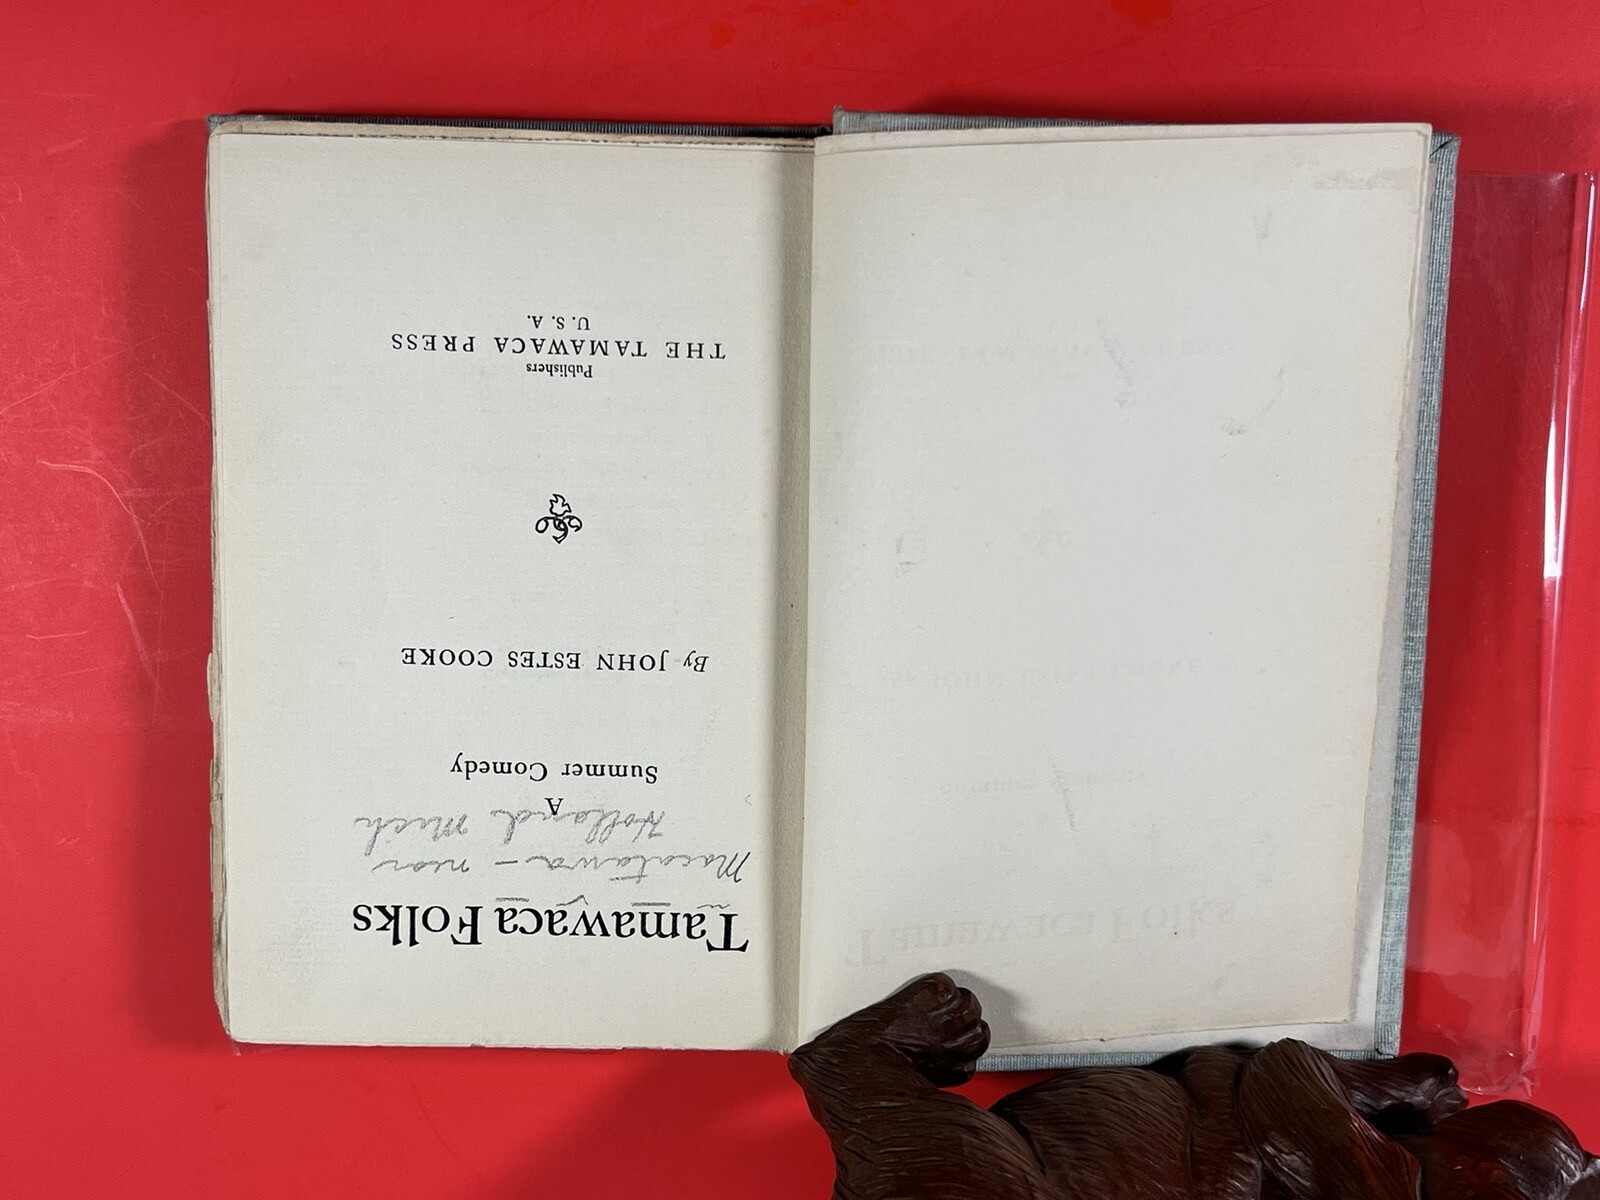 Tamawaca Folks
Macatawa - near
Holland Mich
A
Summer Comedy
By JOHN ESTES COOKE
Publishers
THE TAMAWACA PRESS
U. S. A.